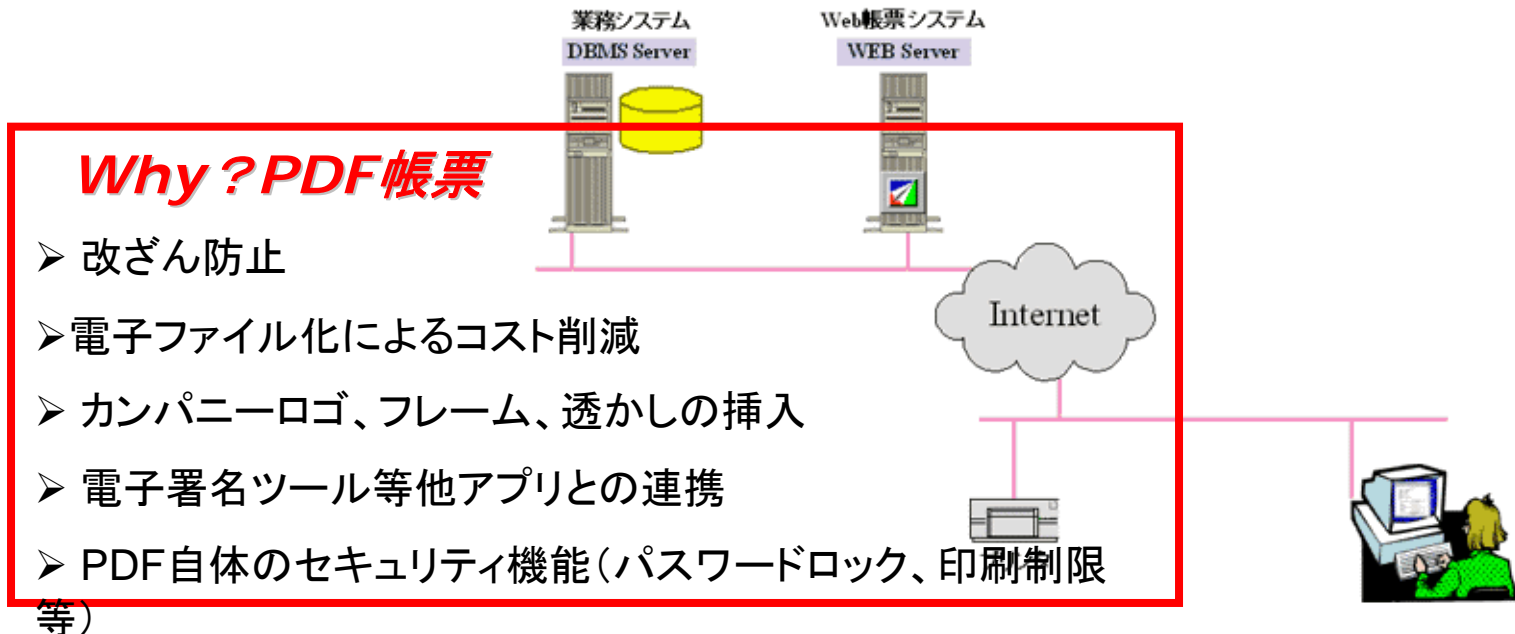 業務システム
DBMS Server
Web帳票システム
WEB Server
Why?PDF帳票
➢ 改ざん防止
➢電子ファイル化によるコスト削減
Internet
➢ カンパニーロゴ、フレーム、透かしの挿入
➢ 電子署名ツール等他アプリとの連携
➢ PDF自体のセキュリティ機能(パスワードロック、印刷制限
等)